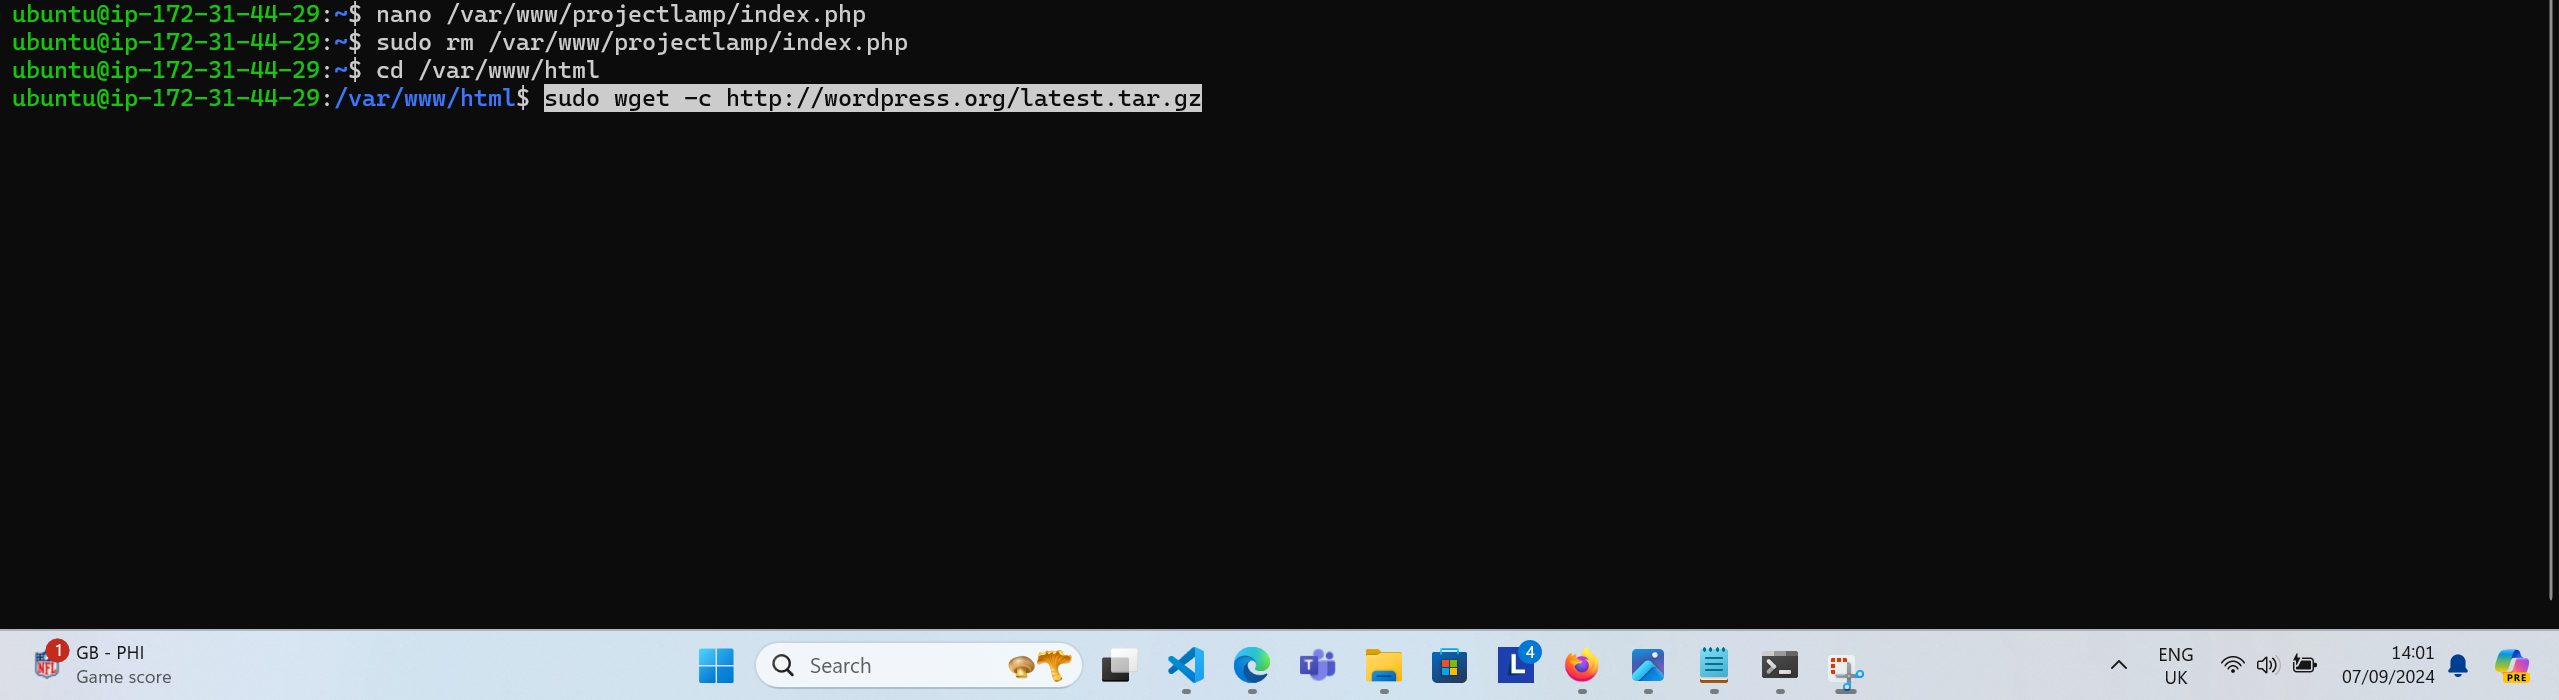 ubuntu@ip-172-31-44-29:~$ nano /var/www/projectlamp/index.php
ubuntu@ip-172-31-44-29:~$ sudo rm /var/www/projectlamp/index.php
ubuntu@ip-172-31-44-29:~$ cd /var/www/html
ubuntu@ip-172-31-44-29:/var/www/html$ sudo wget -c http://wordpress.org/latest.tar.gz
1
NFL
GB - PHI
Game score
Search
T
L
4
ENG
UK
14:01
07/09/2024
PRE